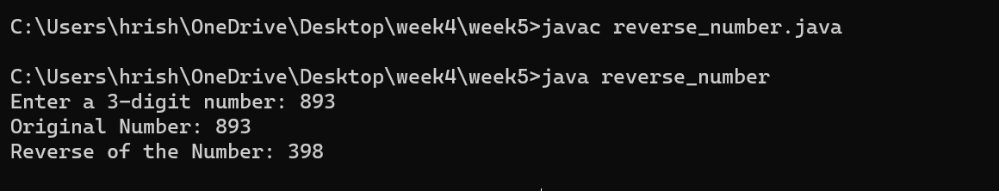 C:\Users\hrish\OneDrive\Desktop\week4\week5>javac reverse_number.java
C:\Users\hrish\OneDrive\Desktop\week4\week5>java reverse_number
Enter a 3-digit number: 893
Original Number: 893
Reverse of the Number: 398